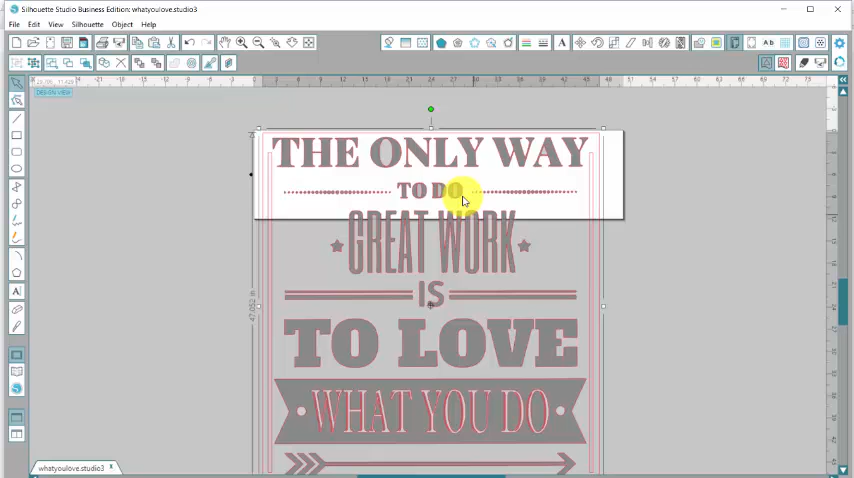 Silhouette Studio Business Edition: whatyoulove.studio3
File Edit View Silhouette Object Help
DESIGN VIEW
THE ONLY WAY
TO DO
GREAT WORK
IS
TO LOVE
WHAT YOU DO
whatyoulove.studio3 x